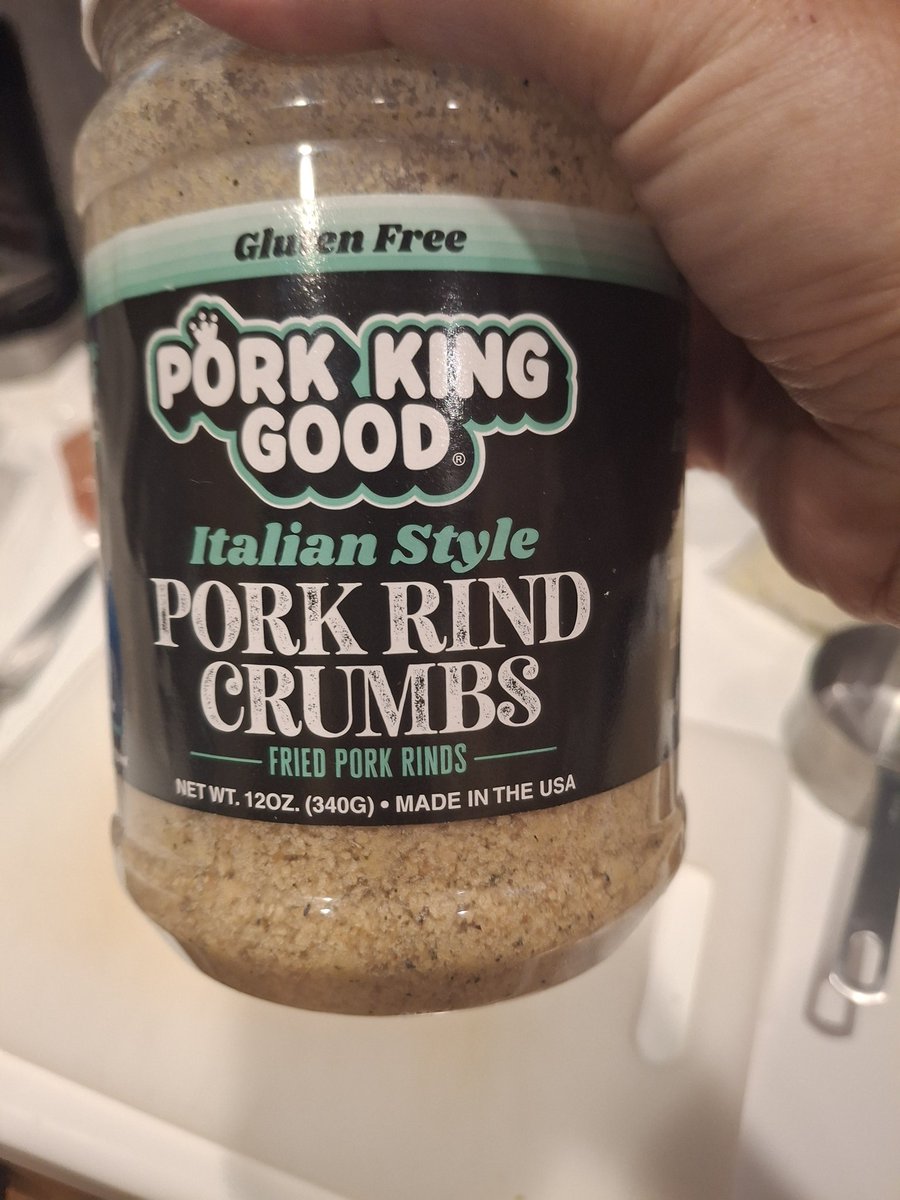 Gluten Free
PORK KING
GOOD®
Italian Style
PORK RIND
CRUMBS
FRIED PORK RINDS
NET WT. 12OZ. (340G) • MADE IN THE USA